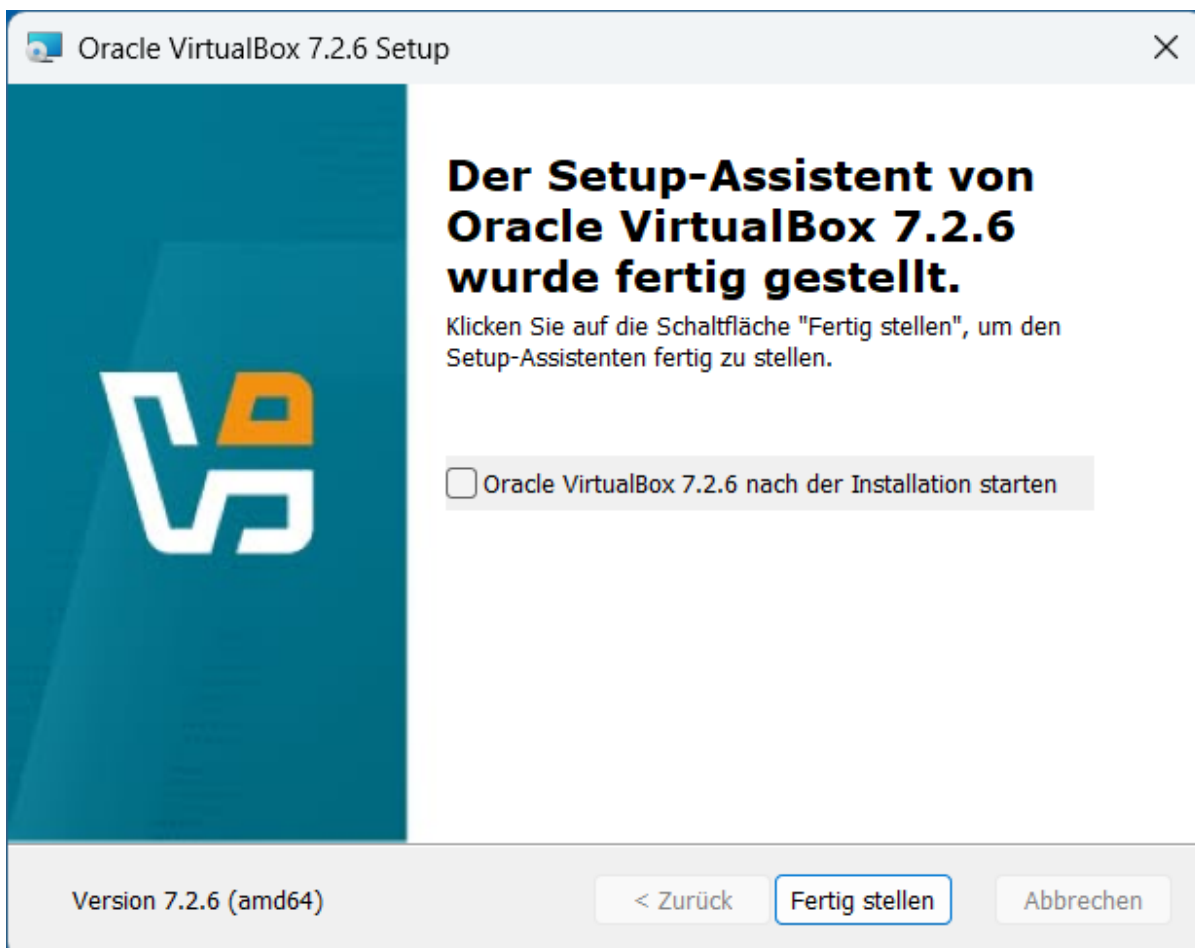 Oracle VirtualBox 7.2.6 Setup
Der Setup-Assistent von
Oracle VirtualBox 7.2.6
wurde fertig gestellt.
Klicken Sie auf die Schaltfläche "Fertig stellen", um den
Setup-Assistenten fertig zu stellen.
Oracle VirtualBox 7.2.6 nach der Installation starten
Version 7.2.6 (amd64)
< Zurück
Fertig stellen
Abbrechen